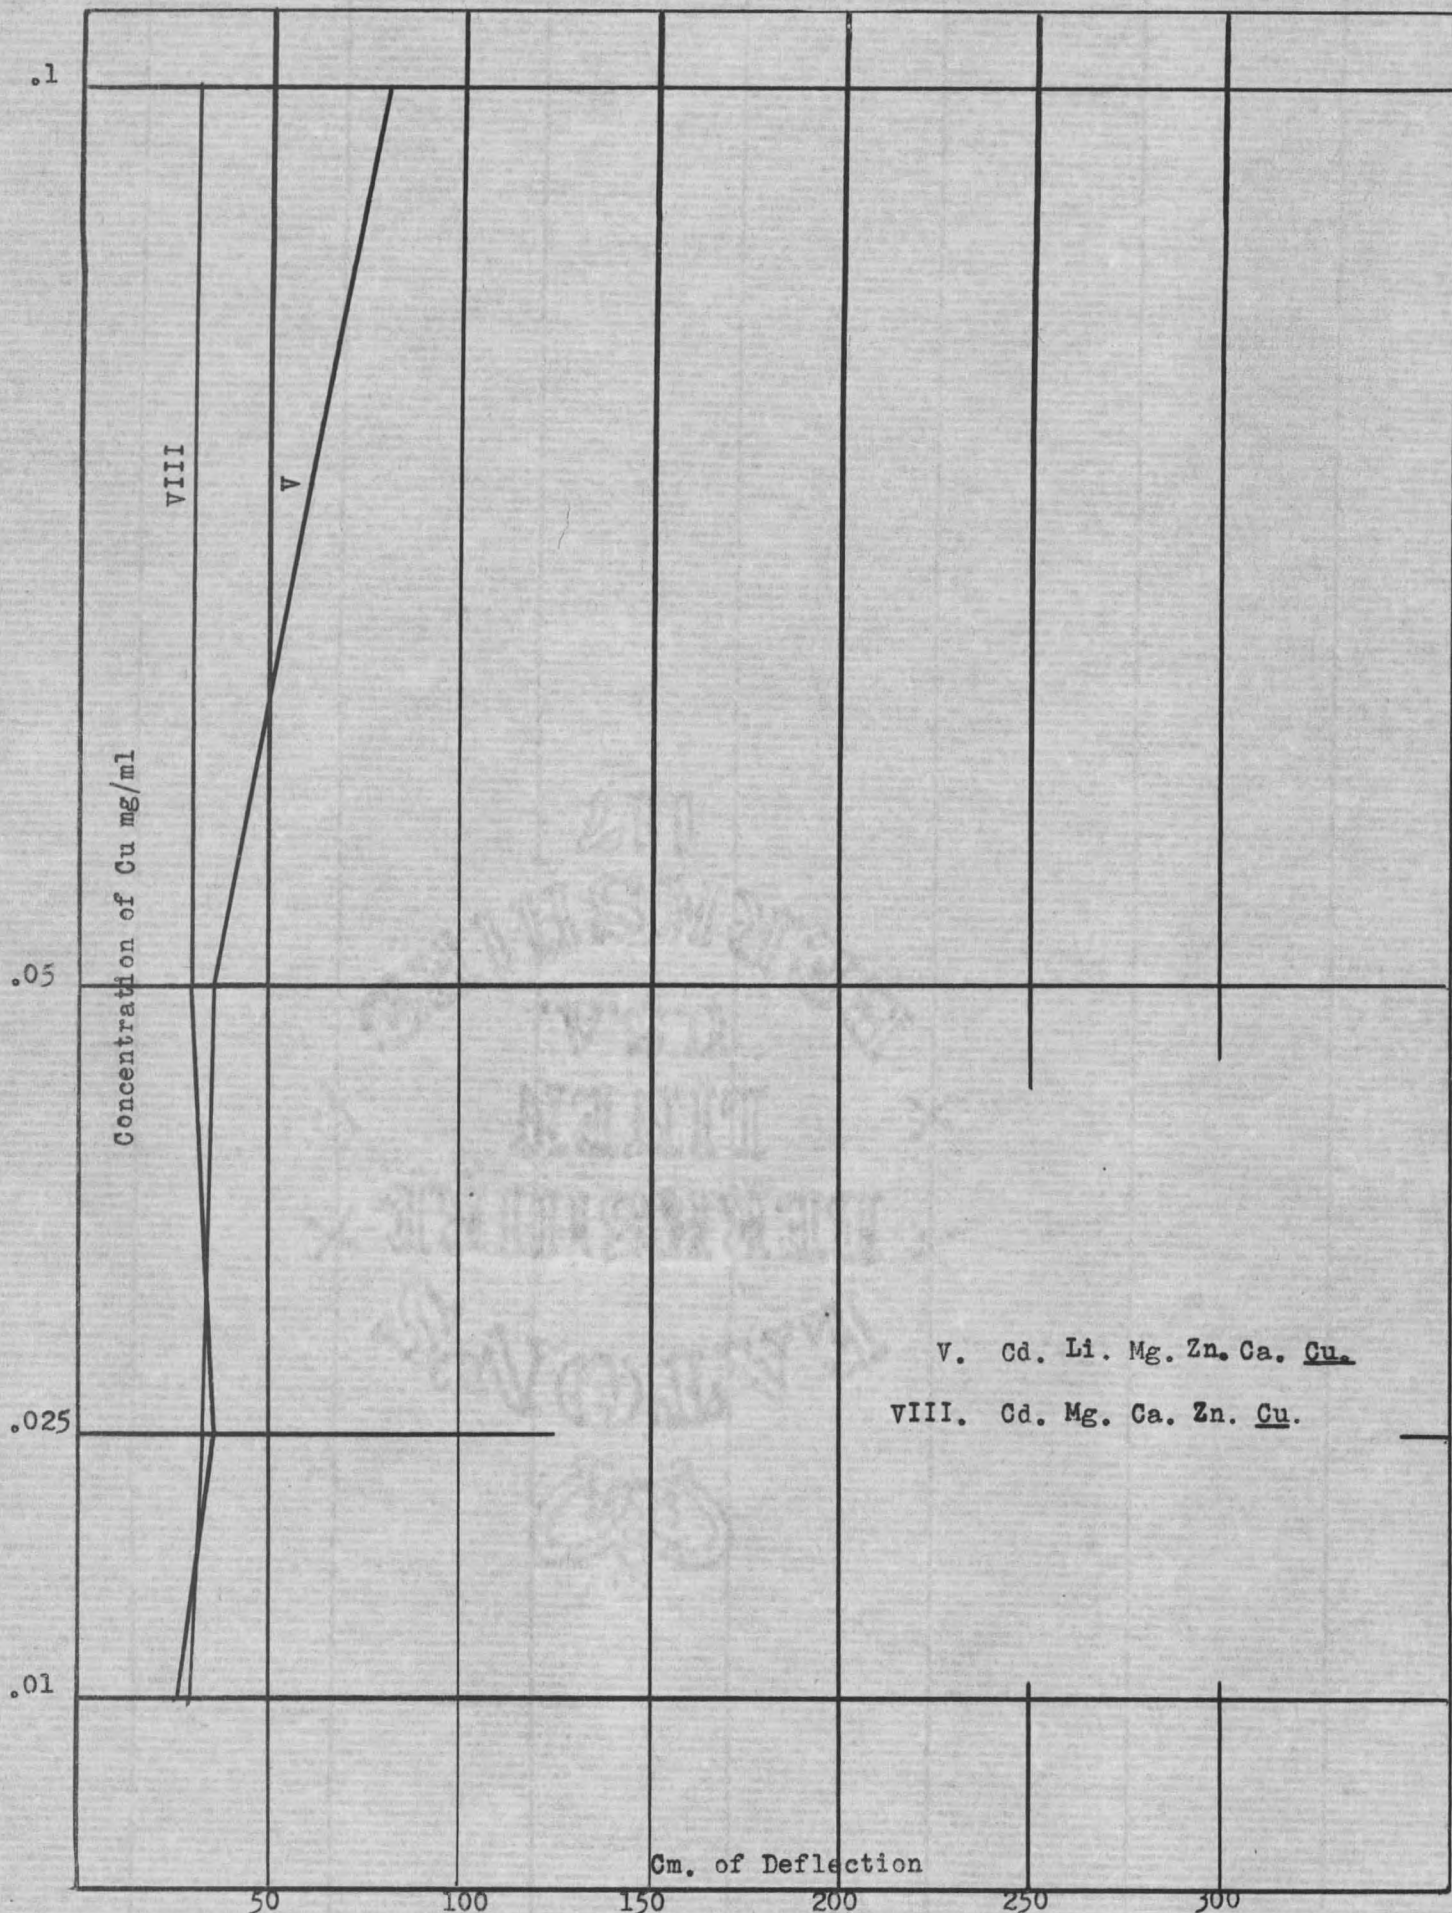 .1
VIII
V
Concentration of Cu mg/ml
.05
V. Cd. Li. Mg. Zn. Ca. Cu.
.025
VIII. Cd. Mg. Ca. Zn. Cu.
.01
Cm. of Deflection
50 100 150 200 250 300